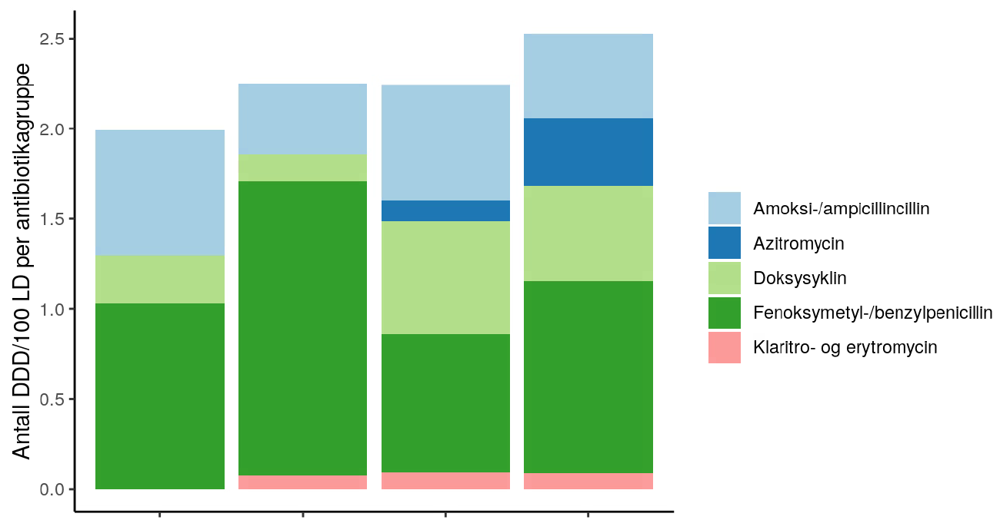 Antall DDD/100 LD per antibiotikagruppe
2.5
2.0
1.5
1.0
0.5
0.0
Amoksi-/ampicillincillin
Azitromycin
Doksysyklin
Fenoksymetyl-/benzylpenicillin
Klaritro- og erytromycin